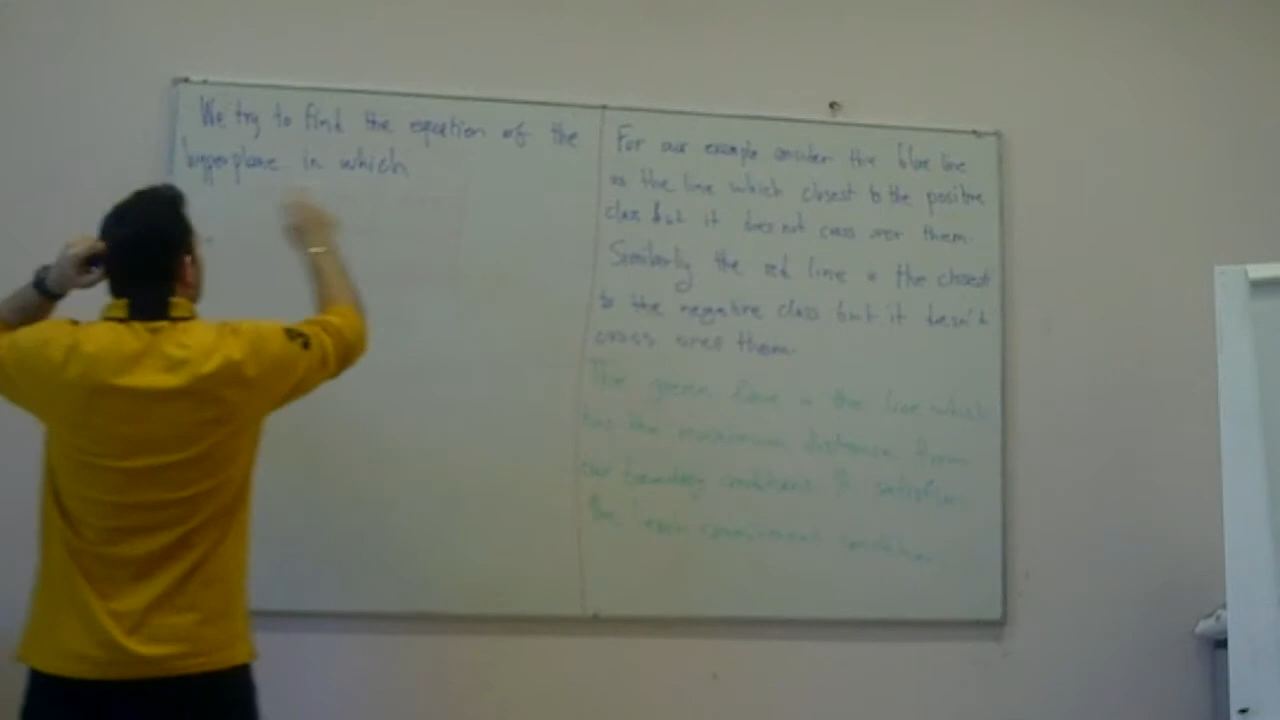 We try to find the equation of the
hyperplane in which
For our example consider the blue line
as the line which closest to the positive
class but it does not cross over them.
Similarly the red line is the closest
to the negative class but it doesn't
cross over them.
The green line is the line which
has the maximum distance from
our boundary conditions. It satisfies
the